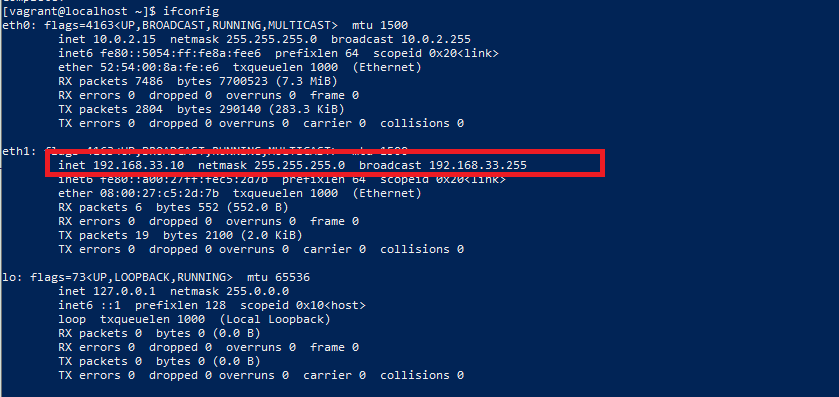 [vagrant@localhost ~]$ ifconfig
eth0: flags=4163<UP,BROADCAST,RUNNING,MULTICAST>  mtu 1500
        inet 10.0.2.15  netmask 255.255.255.0  broadcast 10.0.2.255
        inet6 fe80::5054:ff:fe8a:fee6  prefixlen 64  scopeid 0x20<link>
        ether 52:54:00:8a:fe:e6  txqueuelen 1000  (Ethernet)
        RX packets 7486  bytes 7700523 (7.3 MiB)
        RX errors 0  dropped 0  overruns 0  frame 0
        TX packets 2804  bytes 290140 (283.3 KiB)
        TX errors 0  dropped 0 overruns 0  carrier 0  collisions 0
eth1: flags=4163<UP,BROADCAST,RUNNING,MULTICAST>  mtu 1500
        inet 192.168.33.10  netmask 255.255.255.0  broadcast 192.168.33.255
        inet6 fe80::a00:27ff:fec5:2d7b  prefixlen 64  scopeid 0x20<link>
        ether 08:00:27:c5:2d:7b  txqueuelen 1000  (Ethernet)
        RX packets 6  bytes 552 (552.0 B)
        RX errors 0  dropped 0  overruns 0  frame 0
        TX packets 19  bytes 2100 (2.0 KiB)
        TX errors 0  dropped 0 overruns 0  carrier 0  collisions 0
lo: flags=73<UP,LOOPBACK,RUNNING>  mtu 65536
        inet 127.0.0.1  netmask 255.0.0.0
        inet6 ::1  prefixlen 128  scopeid 0x10<host>
        loop  txqueuelen 1000  (Local Loopback)
        RX packets 0  bytes 0 (0.0 B)
        RX errors 0  dropped 0  overruns 0  frame 0
        TX packets 0  bytes 0 (0.0 B)
        TX errors 0  dropped 0 overruns 0  carrier 0  collisions 0